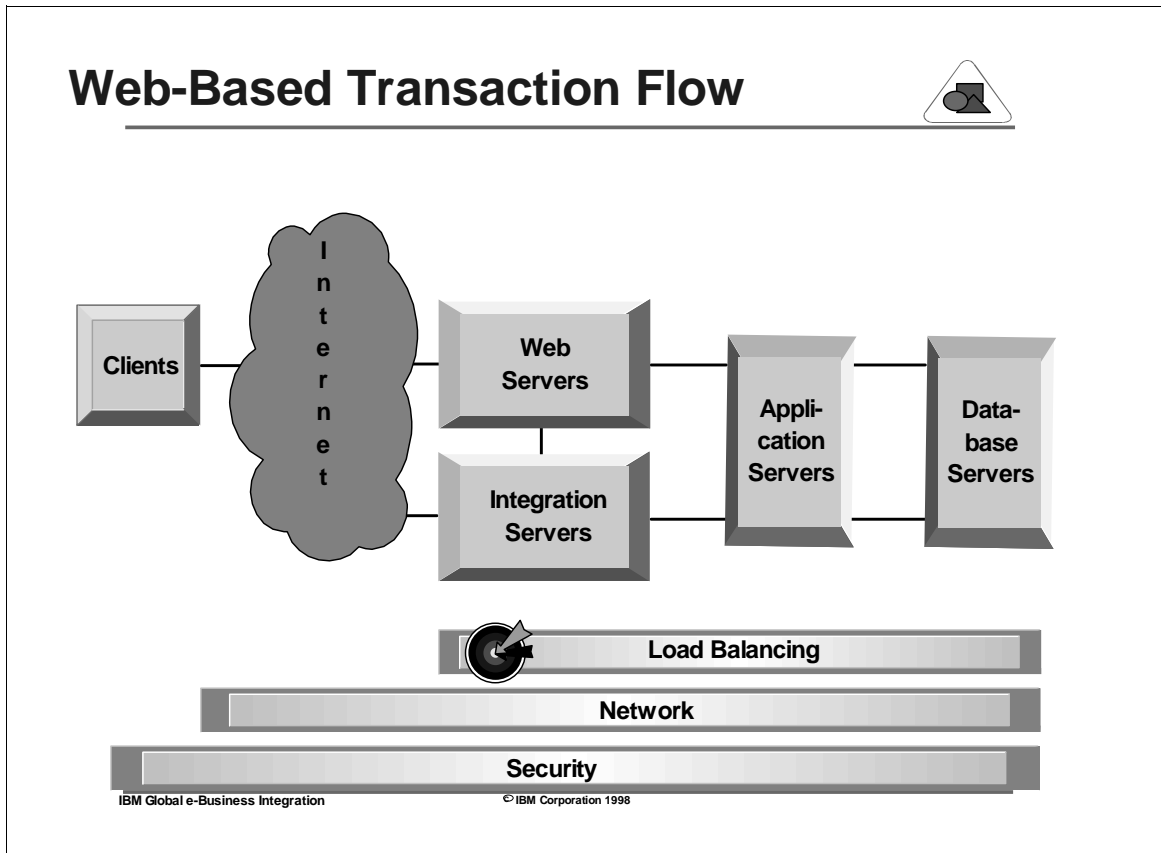 Web-Based Transaction Flow
Clients
Internet
Web
Servers
Integration
Servers
Appli-
cation
Servers
Data-
base
Servers
Load Balancing
Network
Security
IBM Global e-Business Integration
© IBM Corporation 1998